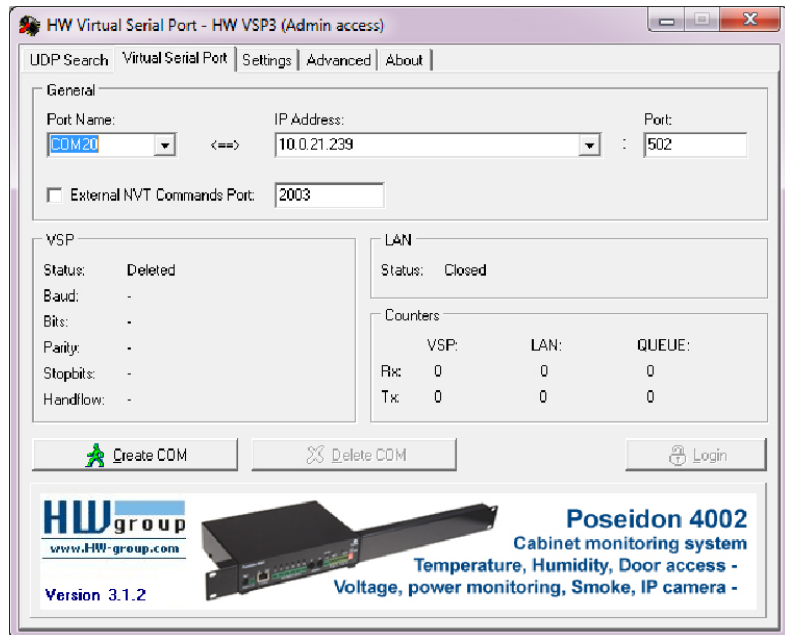 HW Virtual Serial Port - HW VSP3 (Admin access)
UDP Search Virtual Serial Port Settings Advanced About
General
Port Name: IP Address: Port:
COM20 <==> 10.0.21.239 : 502
External NVT Commands Port: 2003
VSP
Status: Deleted
Baud: -
Bits: -
Parity: -
Stopbits: -
Handflow: -
LAN
Status: Closed
Counters
VSP: LAN: QUEUE:
Rx: 0 0 0
Tx: 0 0 0
Create COM Delete COM Login
HW group
www.HW-group.com
Version 3.1.2
Poseidon 4002
Cabinet monitoring system
Temperature, Humidity, Door access -
Voltage, power monitoring, Smoke, IP camera -